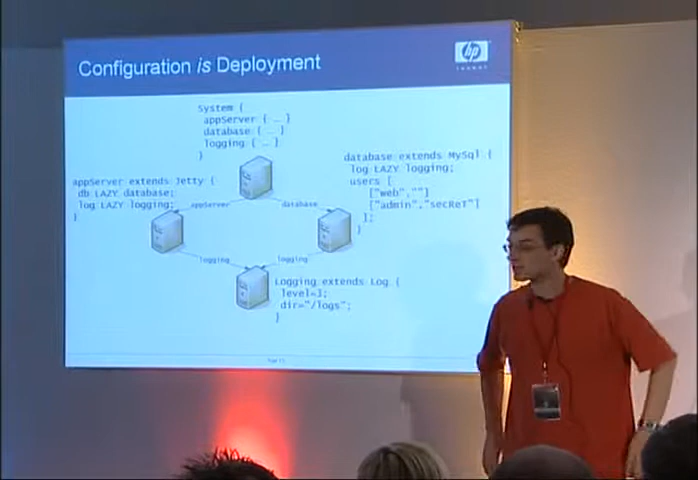 Configuration is Deployment
hp
invent
System {
appServer { … }
database { … }
logging { … }
}
database extends MySql {
log LAZY logging;
users [
["web",""]
["admin","secReT"]
];
}
appServer extends Jetty {
db LAZY database;
log LAZY logging;
}
appServer
database
logging
logging
Logging extends Log {
level=3;
dir="/logs";
}